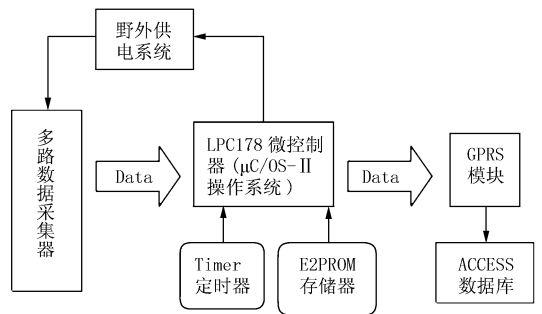 野外供
电系统
多路数据采集器
Data
LPC178 微控制
器(μC/OS-Ⅱ
操作系统)
Data
GPRS
模块
Timer
定时器
E2PROM
存储器
ACCESS
数据库